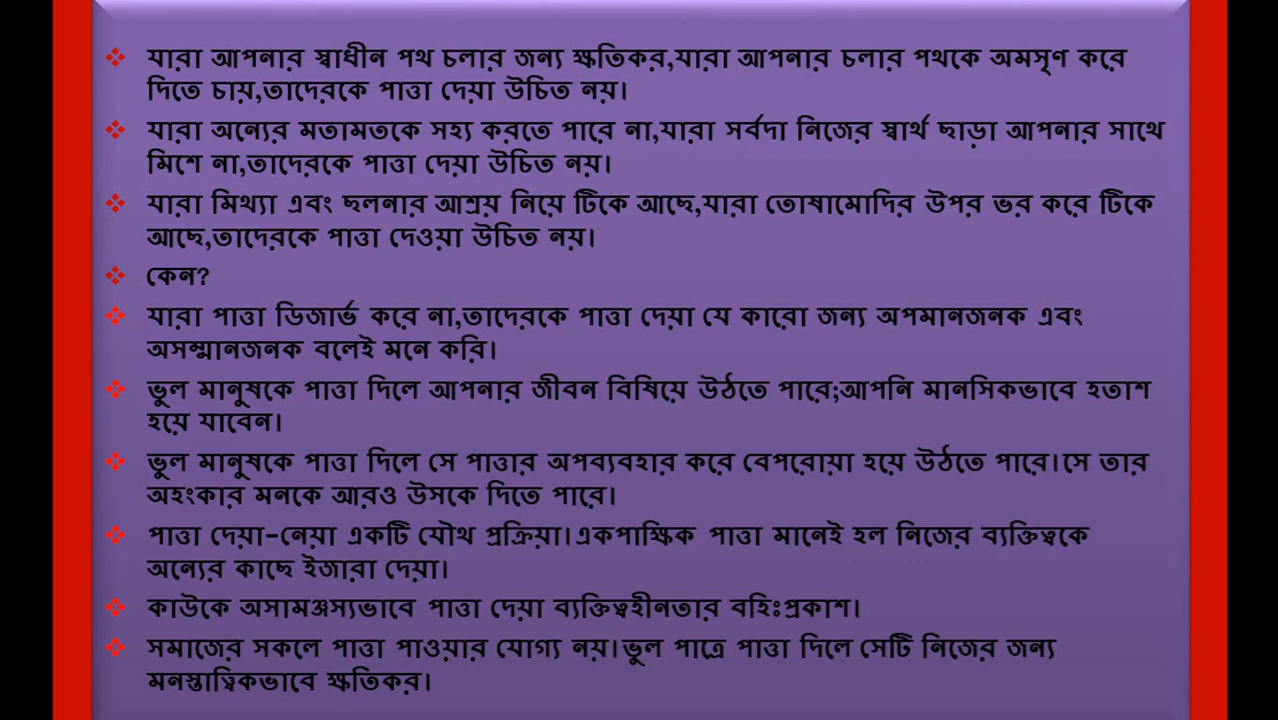 যারা আপনার স্বাধীন পথ চলার জন্য ক্ষতিকর,যারা আপনার চলার পথকে অমসৃণ করে
দিতে চায়,তাদেরকে পাত্তা দেয়া উচিত নয়।
যারা অন্যের মতামতকে সহ্য করতে পারে না,যারা সর্বদা নিজের স্বার্থ ছাড়া আপনার সাথে
মিশে না,তাদেরকে পাত্তা দেয়া উচিত নয়।
যারা মিথ্যা এবং ছলনার আশ্রয় নিয়ে টিকে আছে,যারা তোষামোদির উপর ভর করে টিকে
আছে,তাদেরকে পাত্তা দেওয়া উচিত নয়।
কেন?
যারা পাত্তা ডিজার্ভ করে না,তাদেরকে পাত্তা দেয়া যে কারো জন্য অপমানজনক এবং
অসম্মানজনক বলেই মনে করি।
ভুল মানুষকে পাত্তা দিলে আপনার জীবন বিষিয়ে উঠতে পারে;আপনি মানসিকভাবে হতাশ
হয়ে যাবেন।
ভুল মানুষকে পাত্তা দিলে সে পাত্তার অপব্যবহার করে বেপরোয়া হয়ে উঠতে পারে।সে তার
অহংকার মনকে আরও উসকে দিতে পারে।
পাত্তা দেয়া-নেয়া একটি যৌথ প্রক্রিয়া।একপাক্ষিক পাত্তা মানেই হল নিজের ব্যক্তিত্বকে
অন্যের কাছে ইজারা দেয়া।
কাউকে অসামঞ্জস্যভাবে পাত্তা দেয়া ব্যক্তিত্বহীনতার বহিঃপ্রকাশ।
সমাজের সকলে পাত্তা পাওয়ার যোগ্য নয়।ভুল পাত্রে পাত্তা দিলে সেটি নিজের জন্য
মনস্তাত্ত্বিকভাবে ক্ষতিকর।